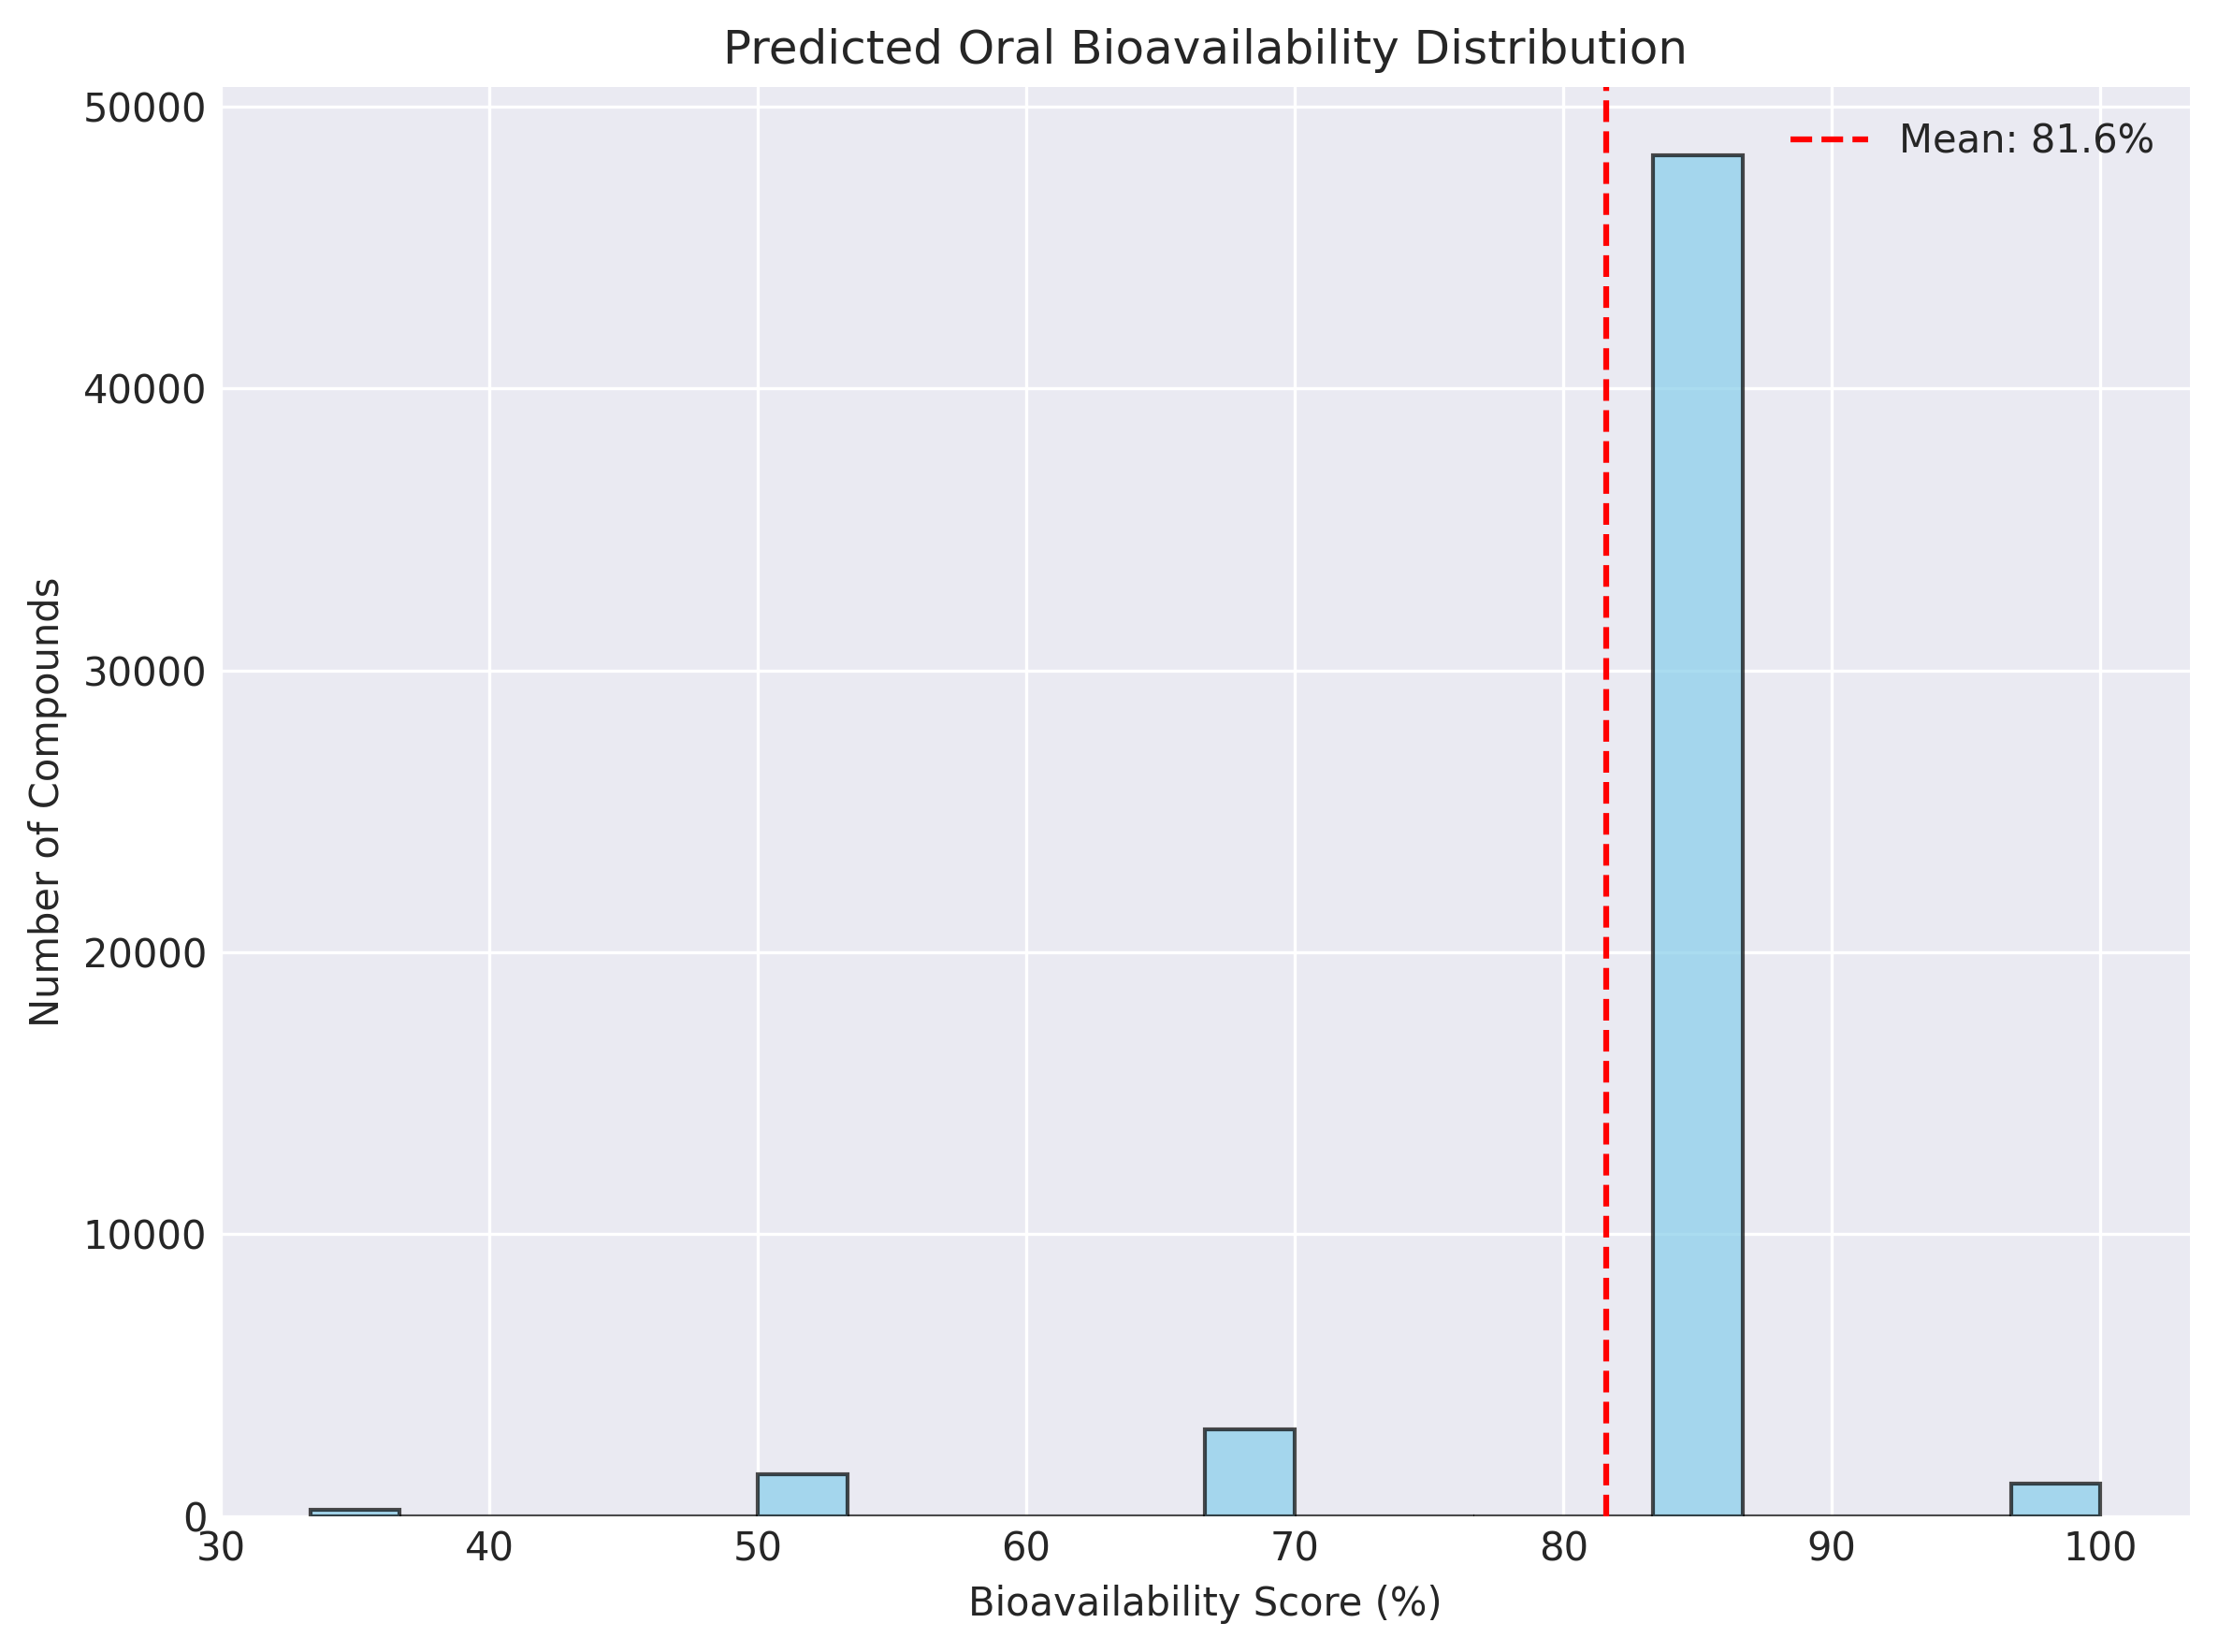 Predicted Oral Bioavailability Distribution
Mean: 81.6%
Number of Compounds
50000
40000
30000
20000
10000
0
30 40 50 60 70 80 90 100
Bioavailability Score (%)